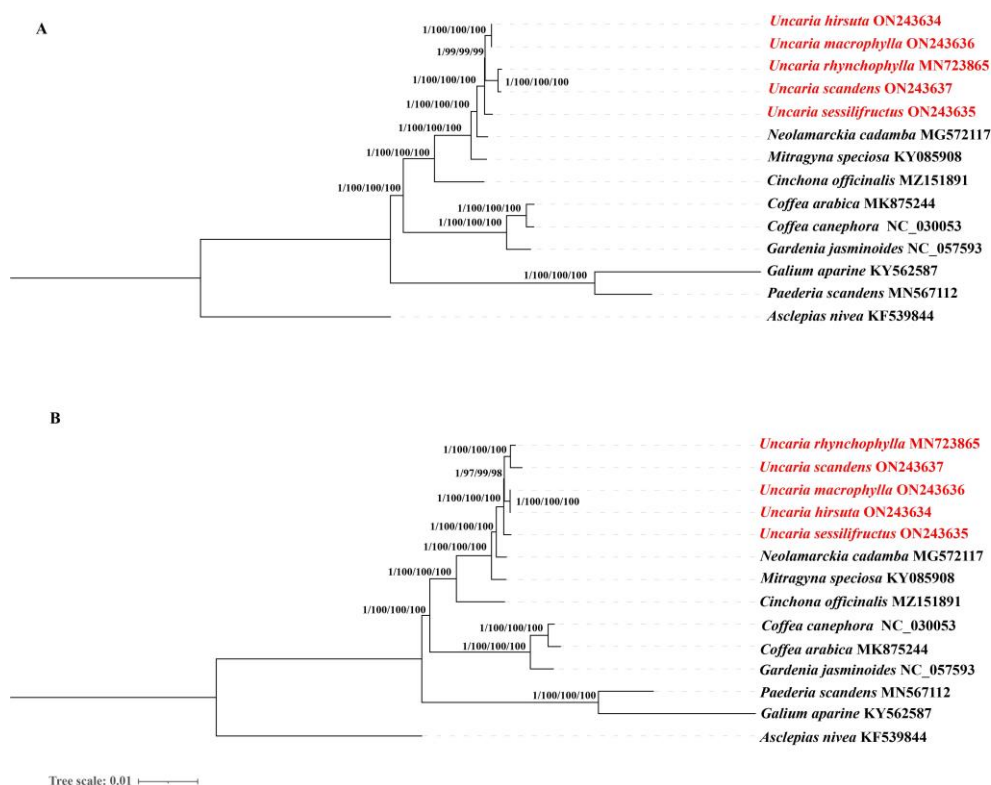 A
Uncaria hirsuta ON243634
1/100/100/100
Uncaria macrophylla ON243636
1/99/99/99
Uncaria rhynchophylla MN723865
1/100/100/100
1/100/100/100
Uncaria scandens ON243637
1/100/100/100
Uncaria sessilifructus ON243635
1/100/100/100
Neolamarckia cadamba MG572117
1/100/100/100
Mitragyna speciosa KY085908
Cinchona officinalis MZ151891
1/100/100/100
1/100/100/100
Coffea arabica MK875244
1/100/100/100
Coffea canephora NC_030053
Gardenia jasminoides NC_057593
1/100/100/100
Galium aparine KY562587
Paederia scandens MN567112
Asclepias nivea KF539844
B
Uncaria rhynchophylla MN723865
1/100/100/100
Uncaria scandens ON243637
1/97/99/98
Uncaria macrophylla ON243636
1/100/100/100
1/100/100/100
Uncaria hirsuta ON243634
1/100/100/100
Uncaria sessilifructus ON243635
1/100/100/100
Neolamarckia cadamba MG572117
1/100/100/100
Mitragyna speciosa KY085908
Cinchona officinalis MZ151891
1/100/100/100
Coffea canephora NC_030053
1/100/100/100
Coffea arabica MK875244
1/100/100/100
Gardenia jasminoides NC_057593
1/100/100/100
Paederia scandens MN567112
Galium aparine KY562587
Asclepias nivea KF539844
Tree scale: 0.01